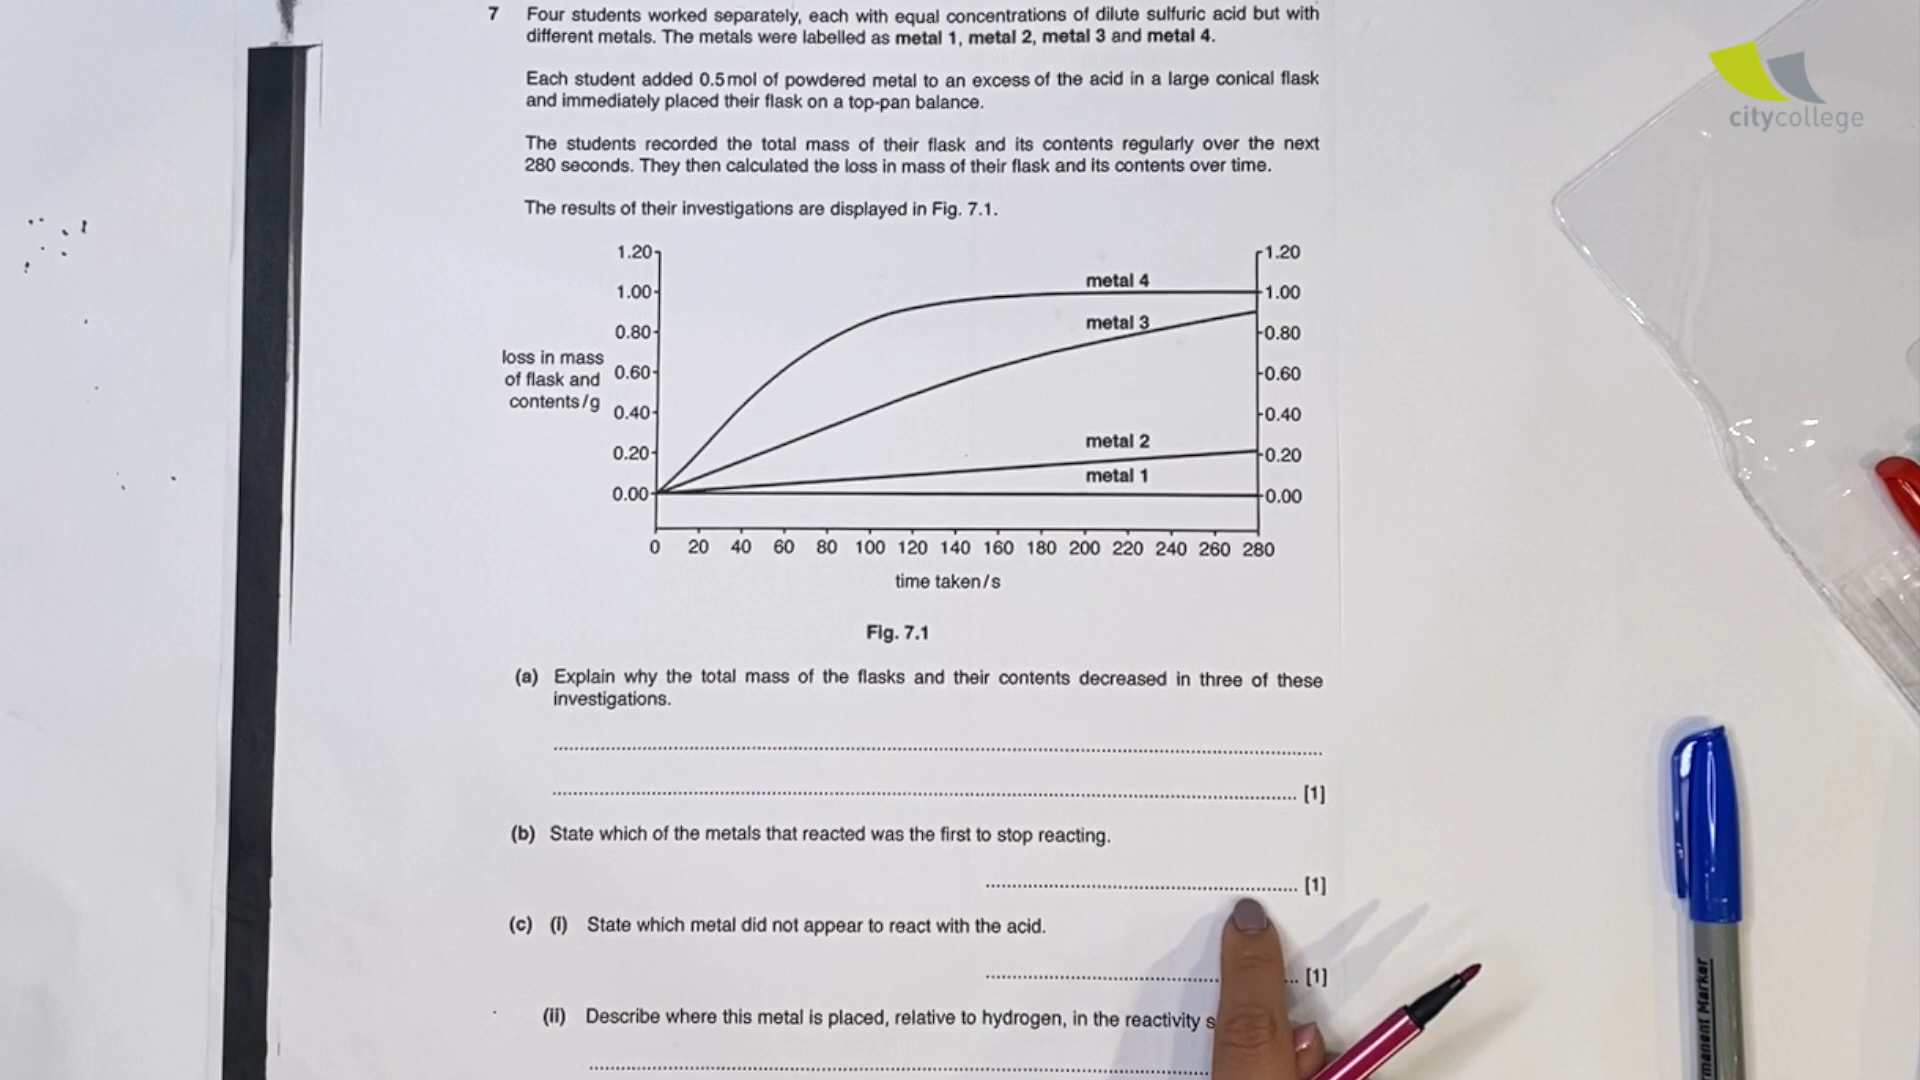 citycollege
7 Four students worked separately, each with equal concentrations of dilute sulfuric acid but with
different metals. The metals were labelled as metal 1, metal 2, metal 3 and metal 4.
Each student added 0.5 mol of powdered metal to an excess of the acid in a large conical flask
and immediately placed their flask on a top-pan balance.
The students recorded the total mass of their flask and its contents regularly over the next
280 seconds. They then calculated the loss in mass of their flask and its contents over time.
The results of their investigations are displayed in Fig. 7.1.
1.20 1.20
metal 4
1.00 1.00
metal 3
0.80 0.80
loss in mass
of flask and
contents/g
0.60 0.60
0.40 0.40
metal 2
0.20 0.20
metal 1
0.00 0.00
0 20 40 60 80 100 120 140 160 180 200 220 240 260 280
time taken/s
Fig. 7.1
(a) Explain why the total mass of the flasks and their contents decreased in three of these
investigations.
[1]
(b) State which of the metals that reacted was the first to stop reacting.
[1]
(c) (i) State which metal did not appear to react with the acid.
[1]
(ii) Describe where this metal is placed, relative to hydrogen, in the reactivity
Marker